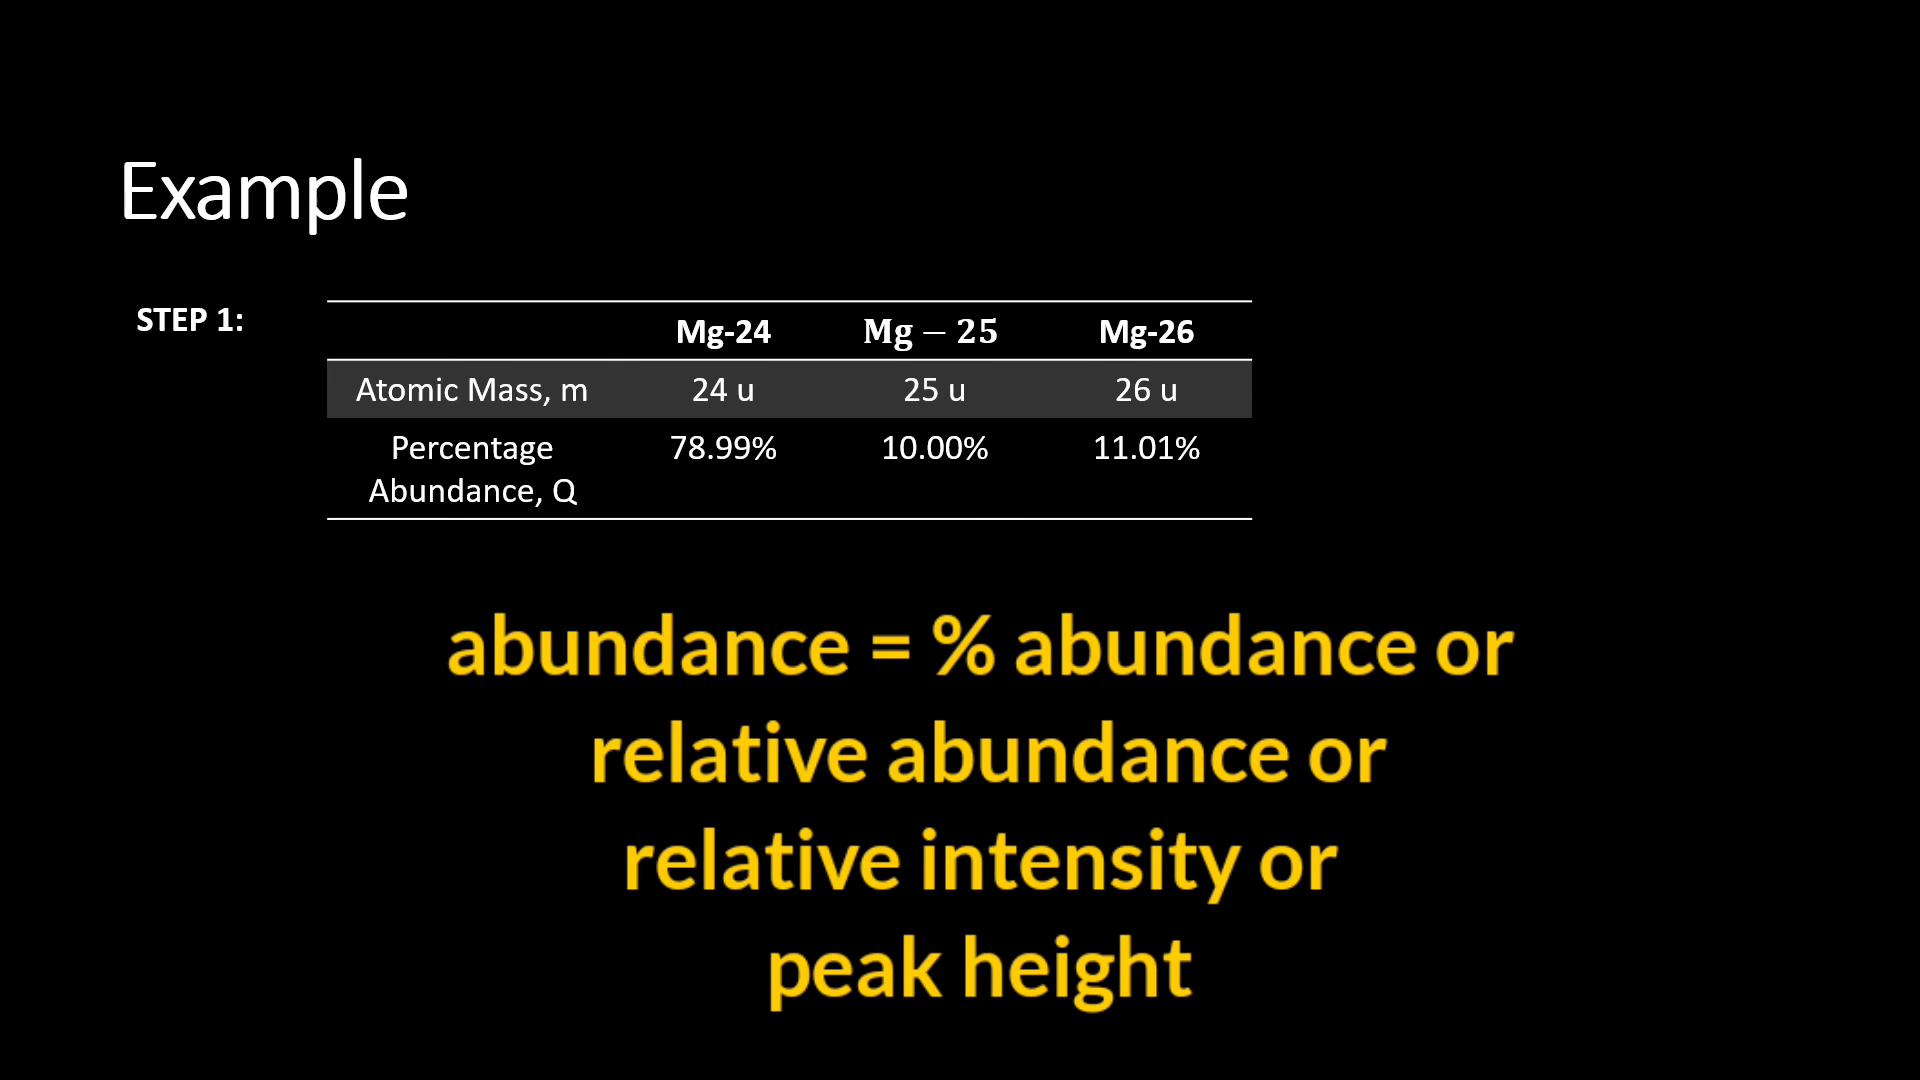 Example
STEP 1:
Mg-24 Mg – 25 Mg-26
Atomic Mass, m 24 u 25 u 26 u
Percentage 78.99% 10.00% 11.01%
Abundance, Q
abundance = % abundance or
relative abundance or
relative intensity or
peak height